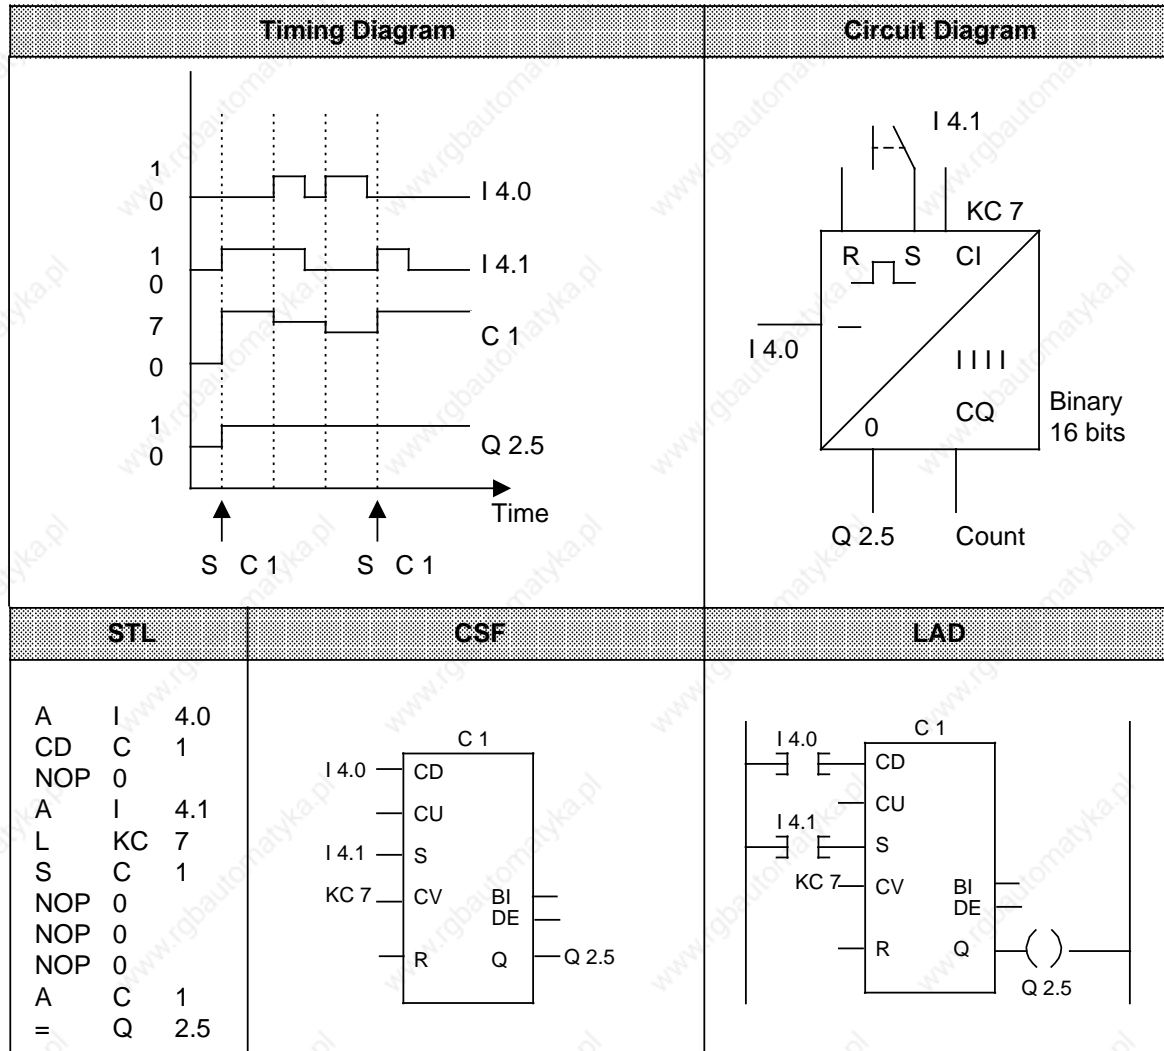 Timing Diagram
Circuit Diagram
1
0
I 4.0
1
0
I 4.1
7
0
C 1
1
0
Q 2.5
Time
S C 1
S C 1
I 4.1
KC 7
R S CI
I 4.0
I I I I
CQ
0
Binary
16 bits
Q 2.5
Count
STL
CSF
LAD
A I 4.0
CD C 1
NOP 0
A I 4.1
L KC 7
S C 1
NOP 0
NOP 0
NOP 0
A C 1
= Q 2.5
C 1
I 4.0 CD
CU
I 4.1 S
KC 7 CV BI
DE
R Q Q 2.5
C 1
I 4.0
CD
CU
I 4.1
S
KC 7 CV BI
DE
R Q
Q 2.5
www.rgbautomatyka.pl